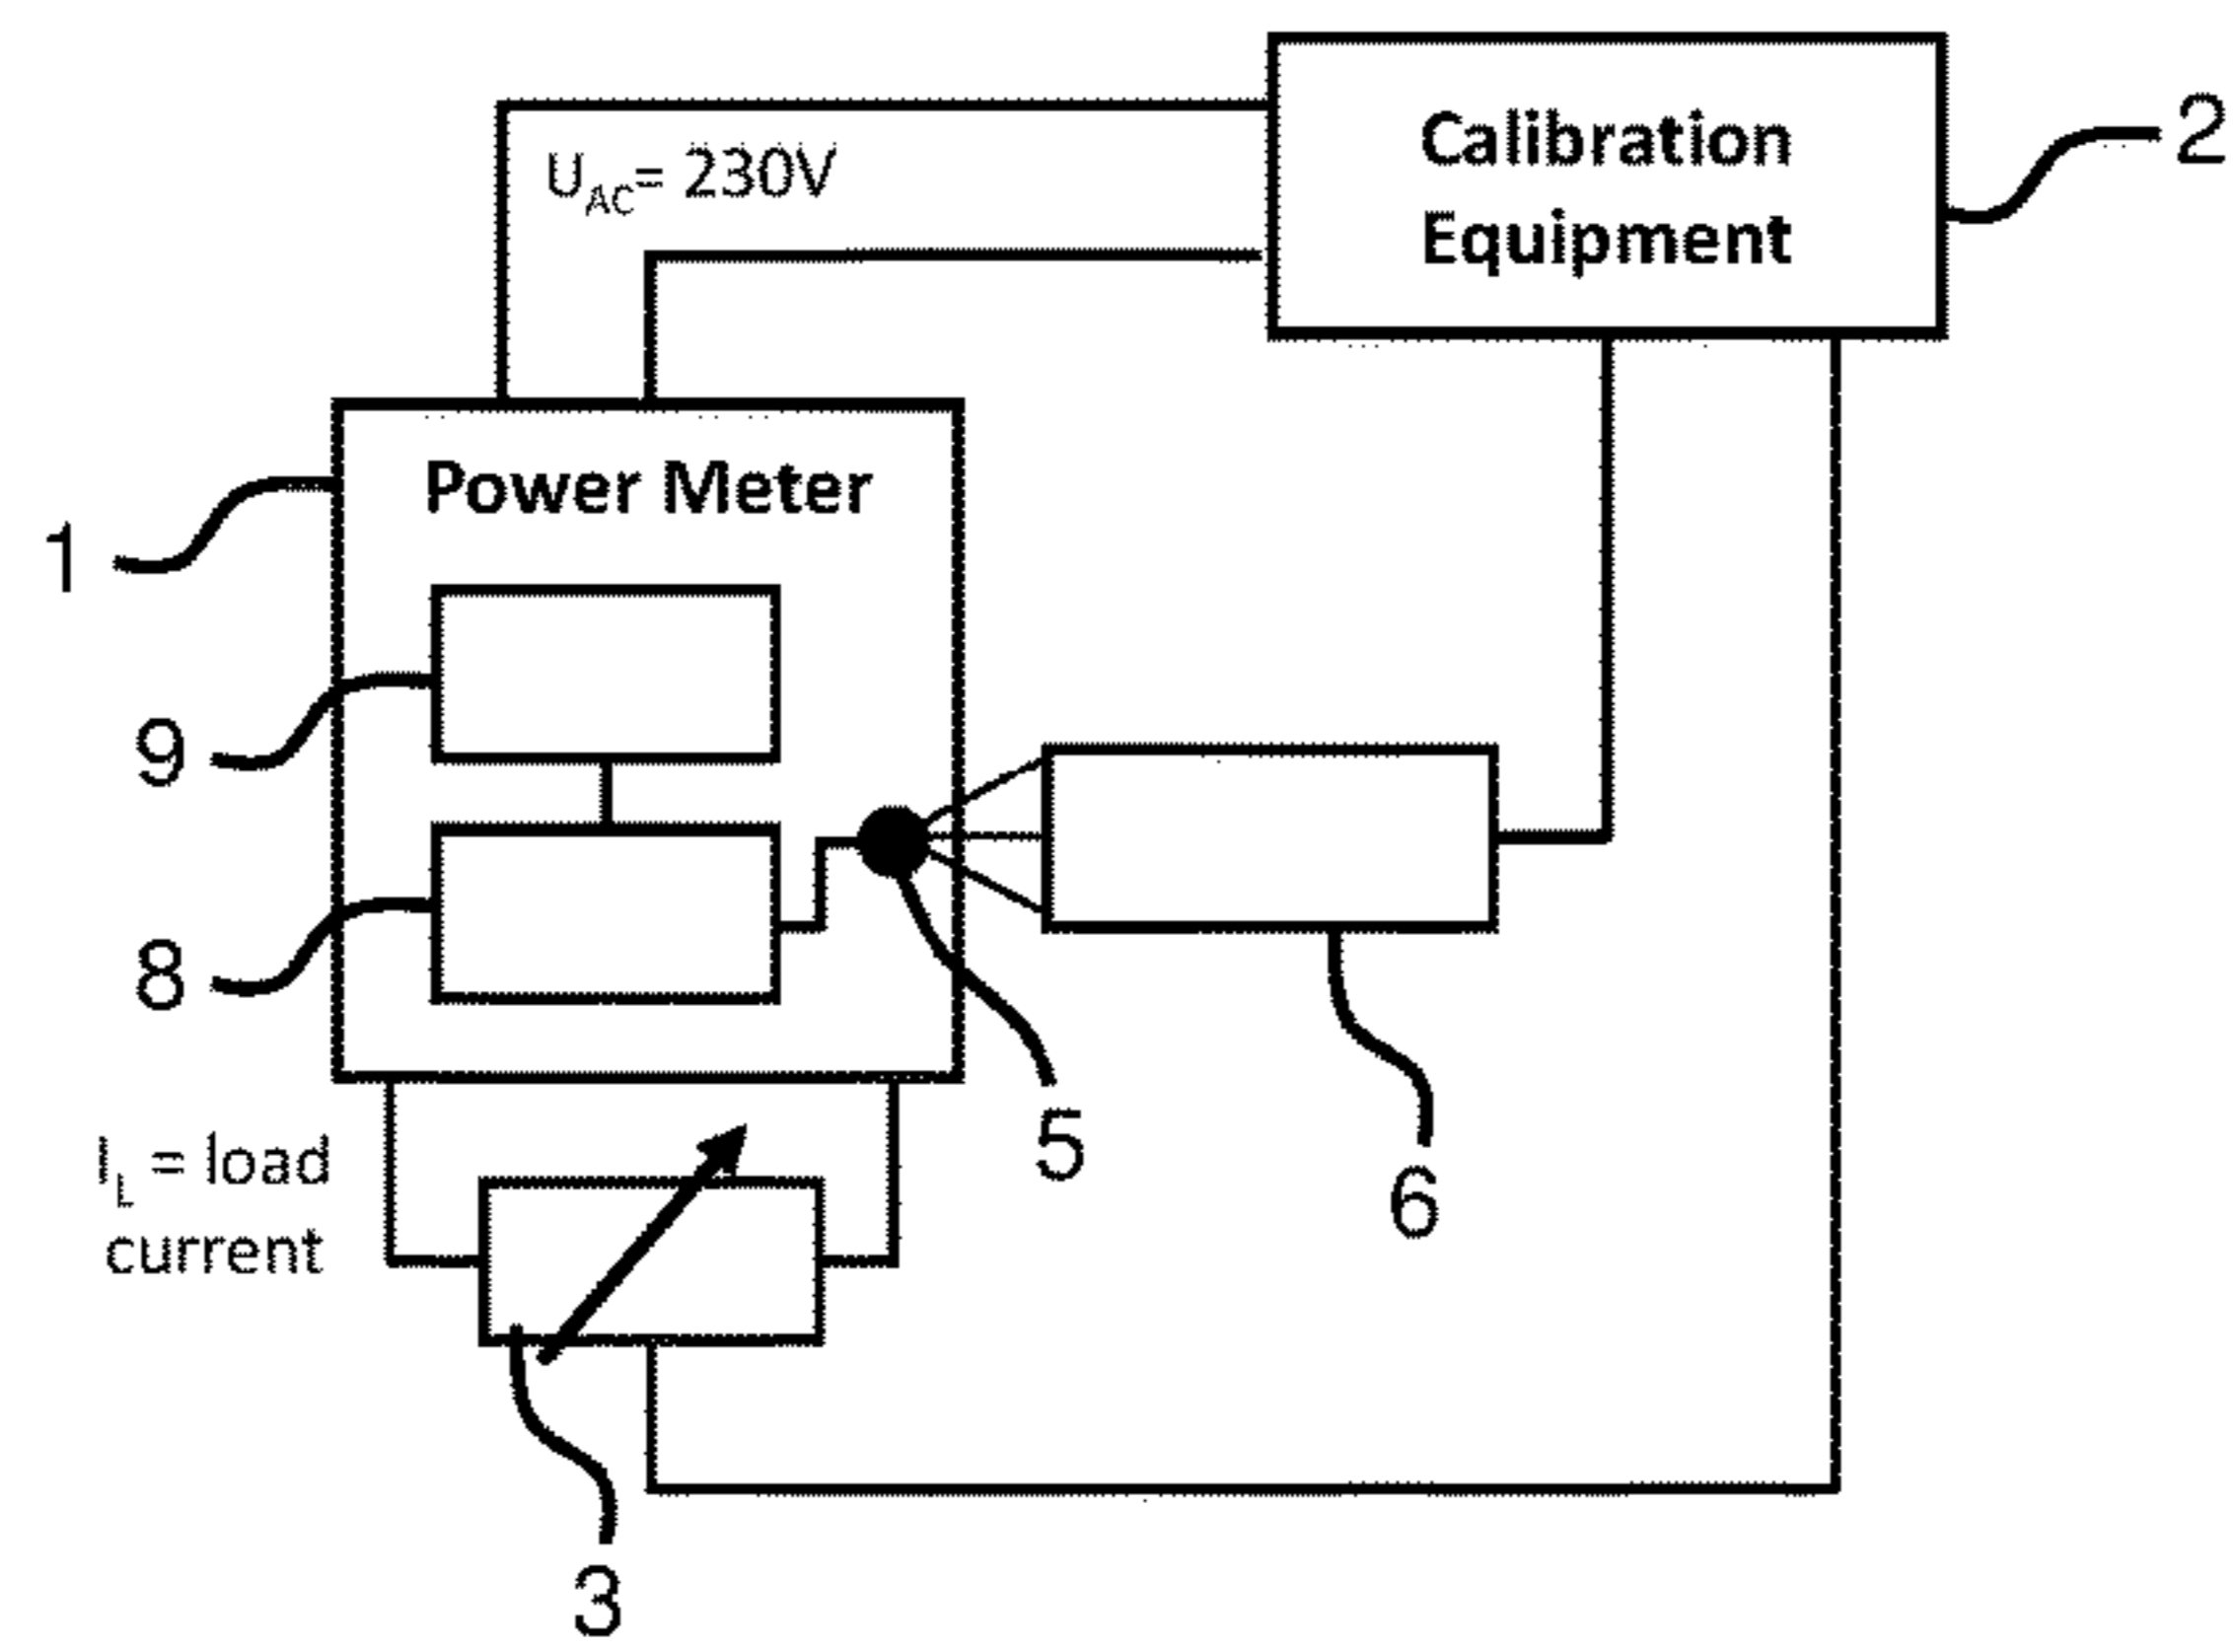 Calibration
Equipment
2
U_AC= 230V
Power Meter
1
9
8
5
6
I_L = load
current
3